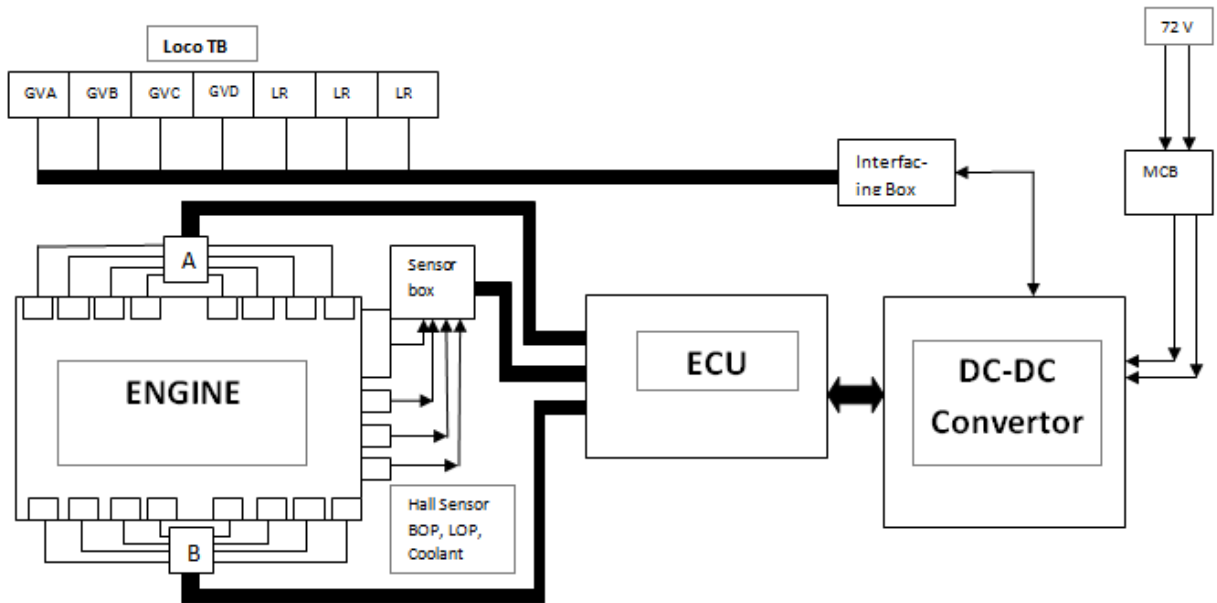 72 V
Loco TB
GVA GVB GVC GVD LR LR LR
Interfac-
ing Box
MCB
A
Sensor
box
ENGINE
ECU
DC-DC
Convertor
Hall Sensor
BOP, LOP,
Coolant
B